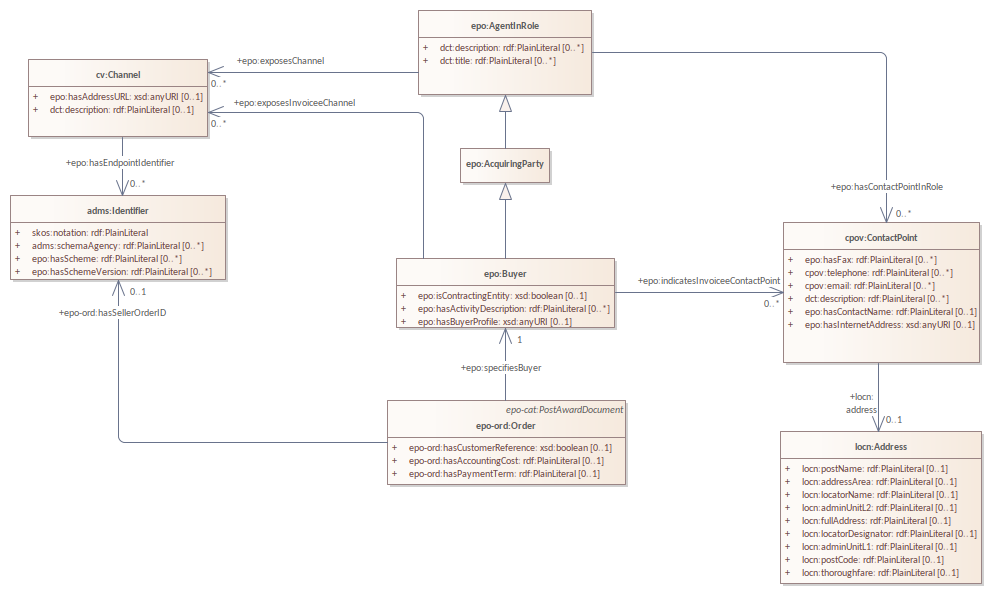 epo:AgentInRole
+ dct:description: rdf:PlainLiteral [0..*]
+ dct:title: rdf:PlainLiteral [0..*]
+epo:exposesChannel
0..*
cv:Channel
+ epo:hasAddressURL: xsd:anyURI [0..1]
+ dct:description: rdf:PlainLiteral [0..1]
+epo:exposesInvoiceeChannel
0..*
epo:AcquiringParty
+epo:hasEndpointIdentifier
0..*
+epo:hasContactPointInRole
0..*
adms:Identifier
+ skos:notation: rdf:PlainLiteral
+ adms:schemaAgency: rdf:PlainLiteral [0..*]
+ epo:hasScheme: rdf:PlainLiteral [0..*]
+ epo:hasSchemeVersion: rdf:PlainLiteral [0..*]
cpov:ContactPoint
+ epo:hasFax: rdf:PlainLiteral [0..*]
+ cpov:telephone: rdf:PlainLiteral [0..*]
+ cpov:email: rdf:PlainLiteral [0..*]
+ dct:description: rdf:PlainLiteral [0..*]
+ epo:hasContactName: rdf:PlainLiteral [0..1]
+ epo:hasInternetAddress: xsd:anyURI [0..1]
epo:Buyer
+ epo:isContractingEntity: xsd:boolean [0..1]
+ epo:hasActivityDescription: rdf:PlainLiteral [0..*]
+ epo:hasBuyerProfile: xsd:anyURI [0..1]
+epo:indicatesInvoiceeContactPoint
0..*
0..1
+epo-ord:hasSellerOrderID
1
+epo:specifiesBuyer
epo-cat:PostAwardDocument
epo-ord:Order
+ epo-ord:hasCustomerReference: xsd:boolean [0..1]
+ epo-ord:hasAccountingCost: rdf:PlainLiteral [0..1]
+ epo-ord:hasPaymentTerm: rdf:PlainLiteral [0..1]
+locn:
address
0..1
locn:Address
+ locn:postName: rdf:PlainLiteral [0..1]
+ locn:addressArea: rdf:PlainLiteral [0..1]
+ locn:locatorName: rdf:PlainLiteral [0..1]
+ locn:adminUnitL2: rdf:PlainLiteral [0..1]
+ locn:fullAddress: rdf:PlainLiteral [0..1]
+ locn:locatorDesignator: rdf:PlainLiteral [0..1]
+ locn:adminUnitL1: rdf:PlainLiteral [0..1]
+ locn:postCode: rdf:PlainLiteral [0..1]
+ locn:thoroughfare: rdf:PlainLiteral [0..1]